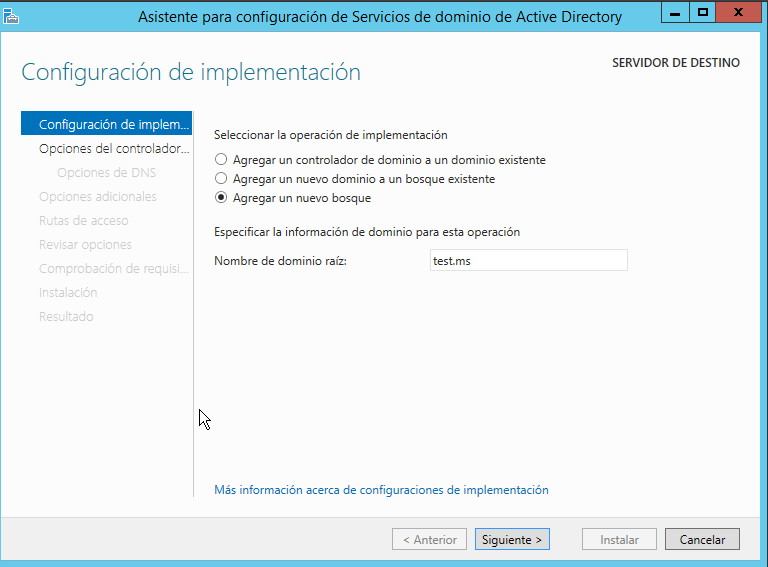 Asistente para configuración de Servicios de dominio de Active Directory
Configuración de implementación
SERVIDOR DE DESTINO
Configuración de implem...
Opciones del controlador...
Opciones de DNS
Opciones adicionales
Rutas de acceso
Revisar opciones
Comprobación de requisi...
Instalación
Resultado
Seleccionar la operación de implementación
Agregar un controlador de dominio a un dominio existente
Agregar un nuevo dominio a un bosque existente
Agregar un nuevo bosque
Especificar la información de dominio para esta operación
Nombre de dominio raíz: test.ms
Más información acerca de configuraciones de implementación
< Anterior Siguiente > Instalar Cancelar